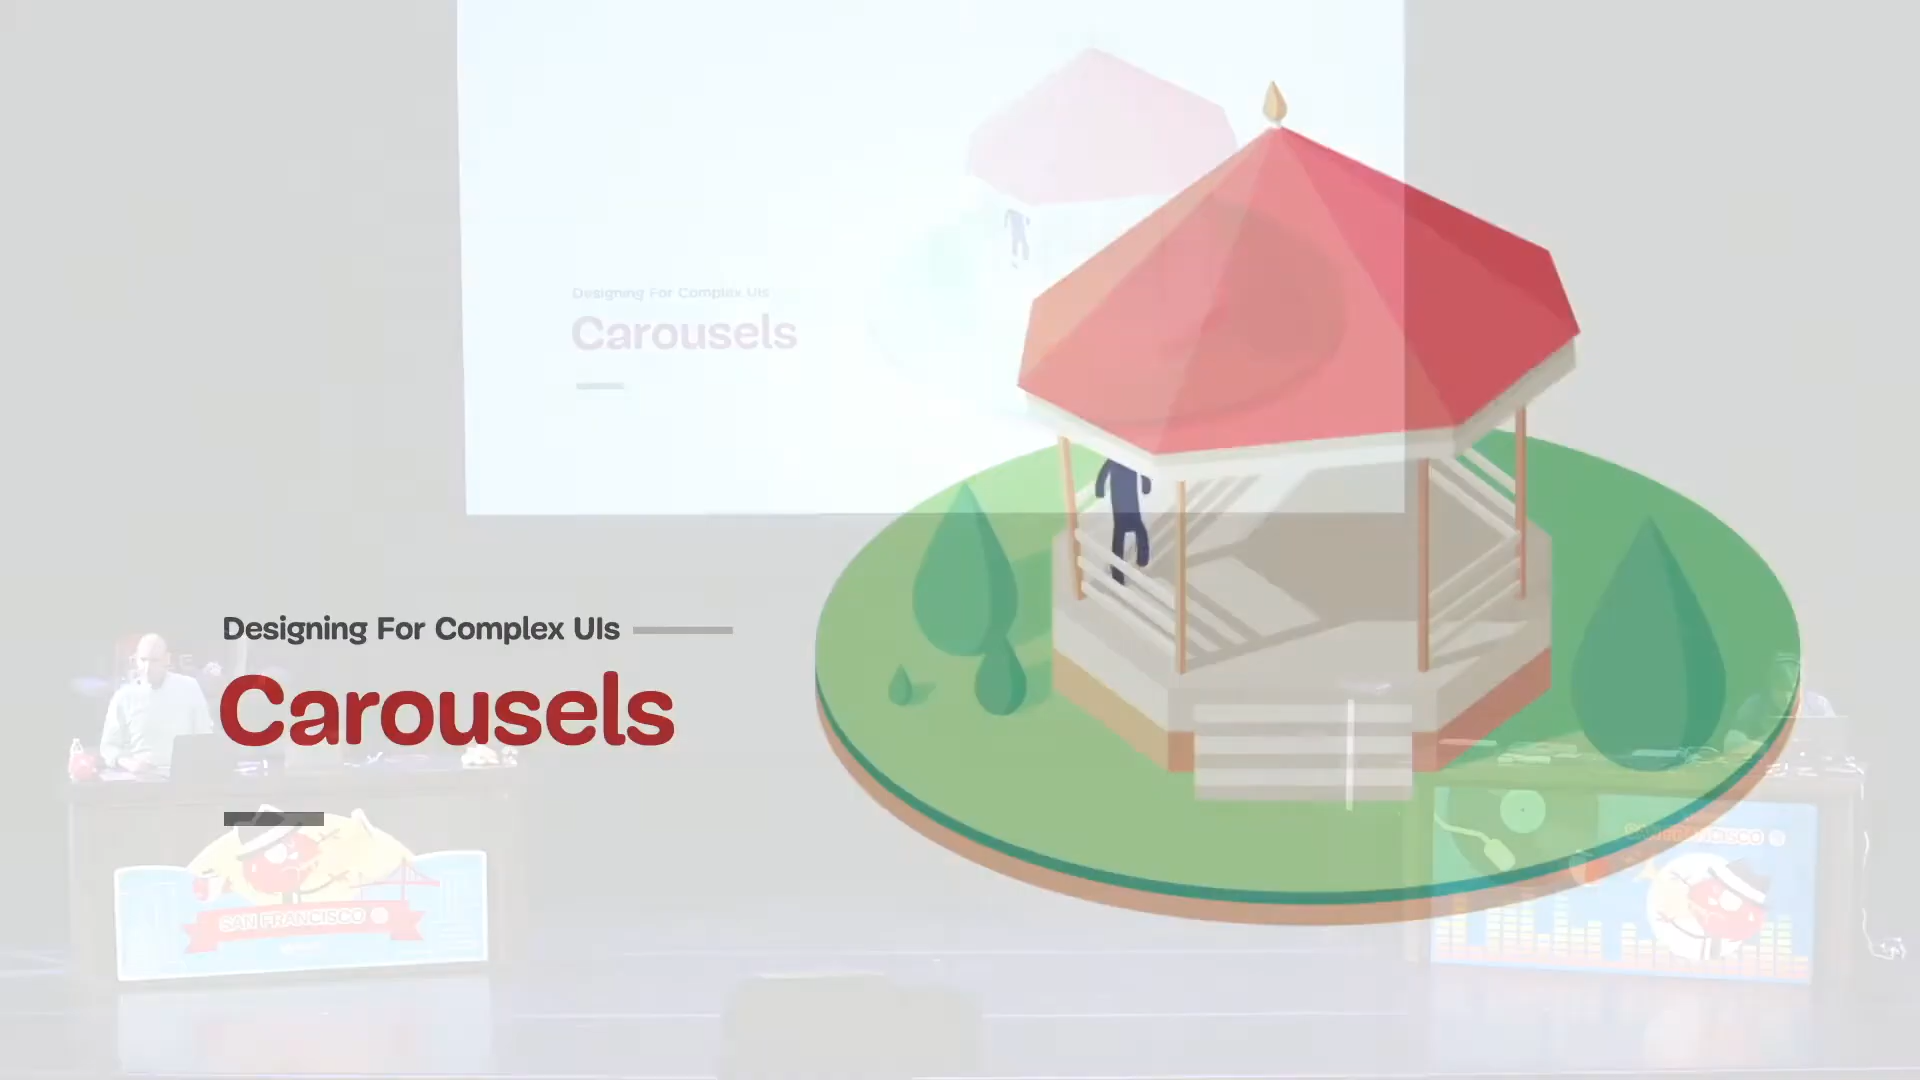 Designing For Complex UIs
Carousels
Designing For Complex UIs
Carousels
SAN FRANCISCO
SAN FRANCISCO